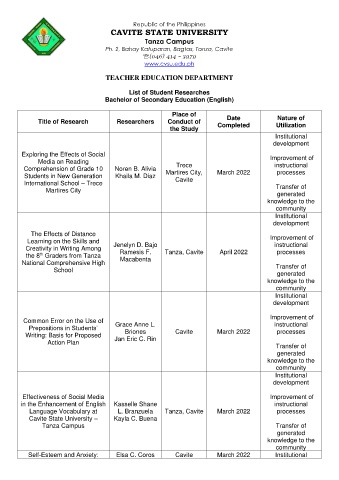 Republic of the Philippines
CAVITE STATE UNIVERSITY
Tanza Campus
Ph. 2, Bahay Katuparan, Bagtas, Tanza, Cavite
☏(046) 414 – 3979
www.cvsu.edu.ph
TEACHER EDUCATION DEPARTMENT
List of Student Researches
Bachelor of Secondary Education (English)
Title of Research
Researchers
Place of
Conduct of
the Study
Date
Completed
Nature of
Utilization
Exploring the Effects of Social
Media on Reading
Comprehension of Grade 10
Students in New Generation
International School – Trece
Martires City
Noren B. Alivia
Khaila M. Diaz
Trece
Martires City,
Cavite
March 2022
Institutional
development
Improvement of
instructional
processes
Transfer of
generated
knowledge to the
community
The Effects of Distance
Learning on the Skills and
Creativity in Writing Among
the 8th Graders from Tanza
National Comprehensive High
School
Jenelyn D. Bajo
Ramesis F.
Macabenta
Tanza, Cavite
April 2022
Institutional
development
Improvement of
instructional
processes
Transfer of
generated
knowledge to the
community
Common Error on the Use of
Prepositions in Students'
Writing: Basis for Proposed
Action Plan
Grace Anne L.
Briones
Jan Eric C. Rin
Cavite
March 2022
Institutional
development
Improvement of
instructional
processes
Transfer of
generated
knowledge to the
community
Effectiveness of Social Media
in the Enhancement of English
Language Vocabulary at
Cavite State University –
Tanza Campus
Kasselle Shane
L. Branzuela
Kayla C. Buena
Tanza, Cavite
March 2022
Institutional
development
Improvement of
instructional
processes
Transfer of
generated
knowledge to the
community
Self-Esteem and Anxiety:
Elsa C. Coros
Cavite
March 2022
Institutional